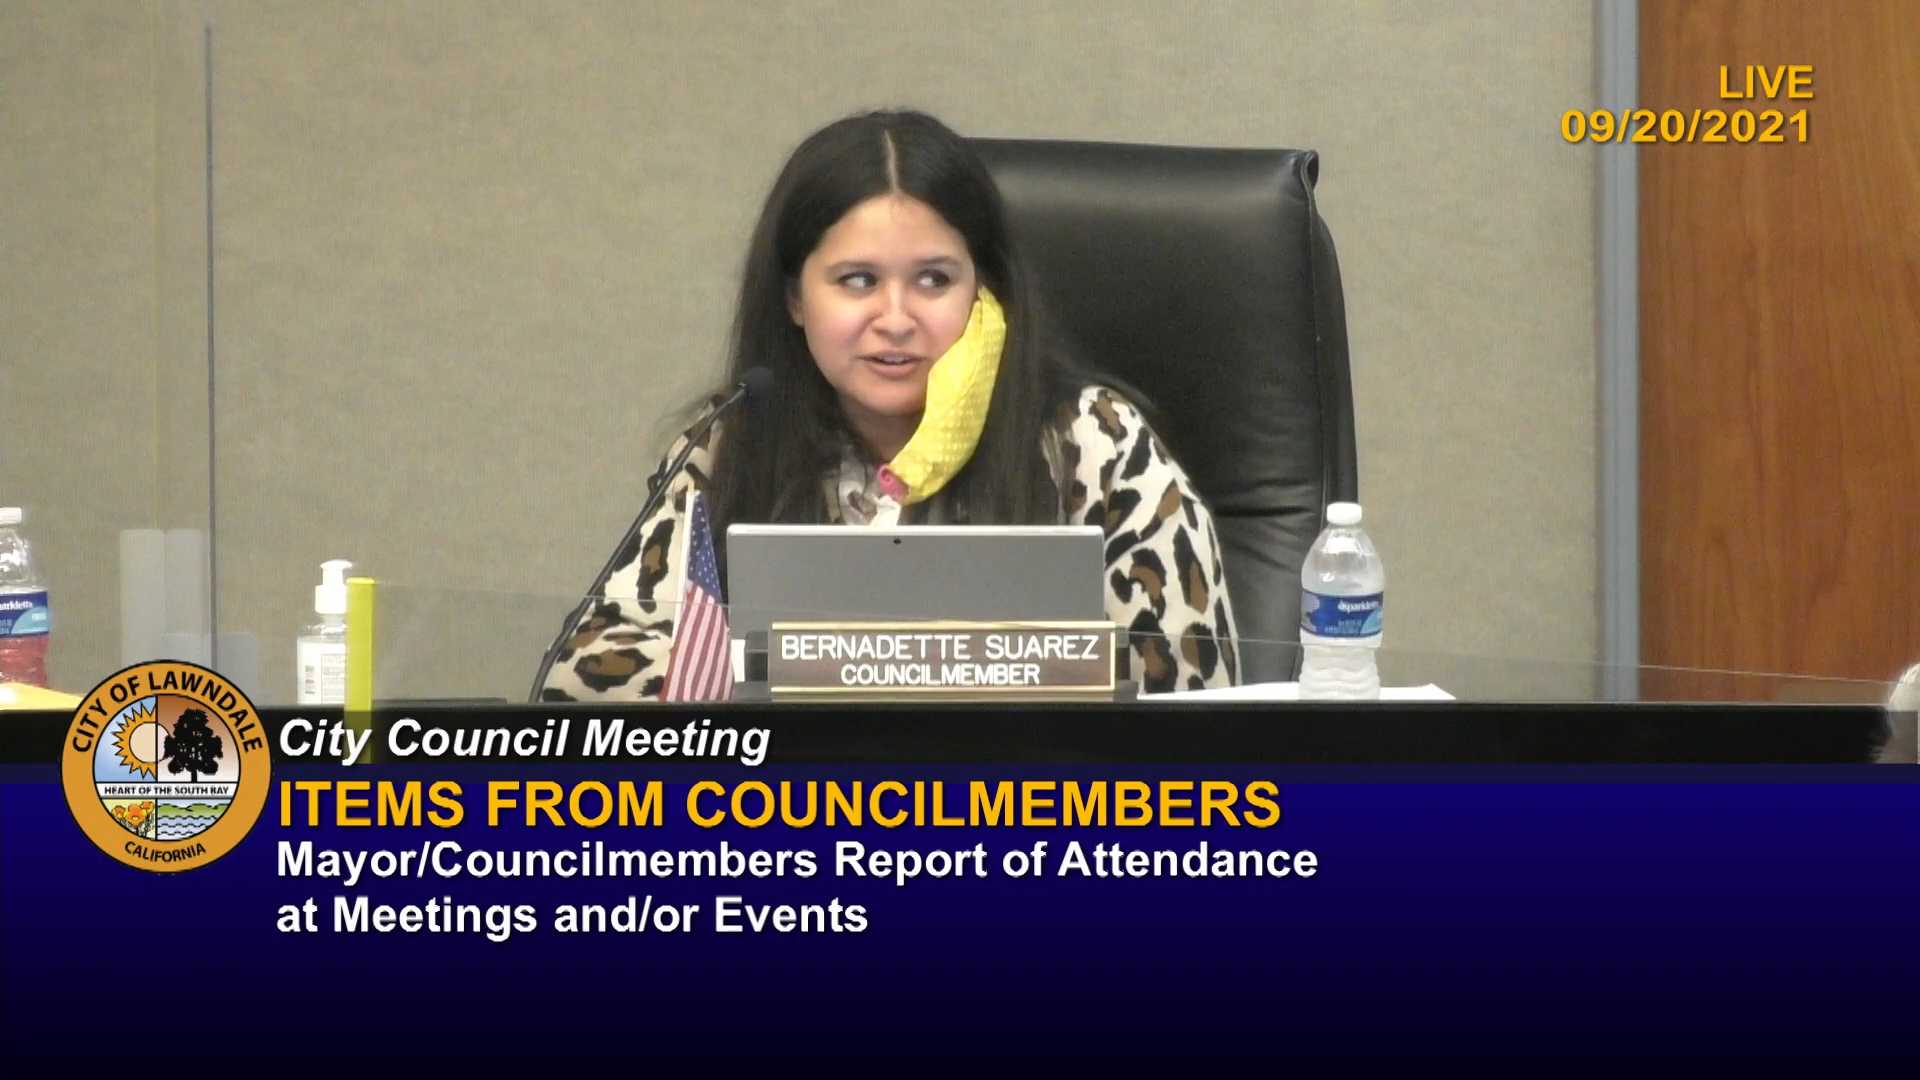 LIVE
09/20/2021
BERNADETTE SUAREZ
COUNCILMEMBER
CITY OF LAWNDALE
HEART OF THE SOUTH BAY
CALIFORNIA
City Council Meeting
ITEMS FROM COUNCILMEMBERS
Mayor/Councilmembers Report of Attendance
at Meetings and/or Events